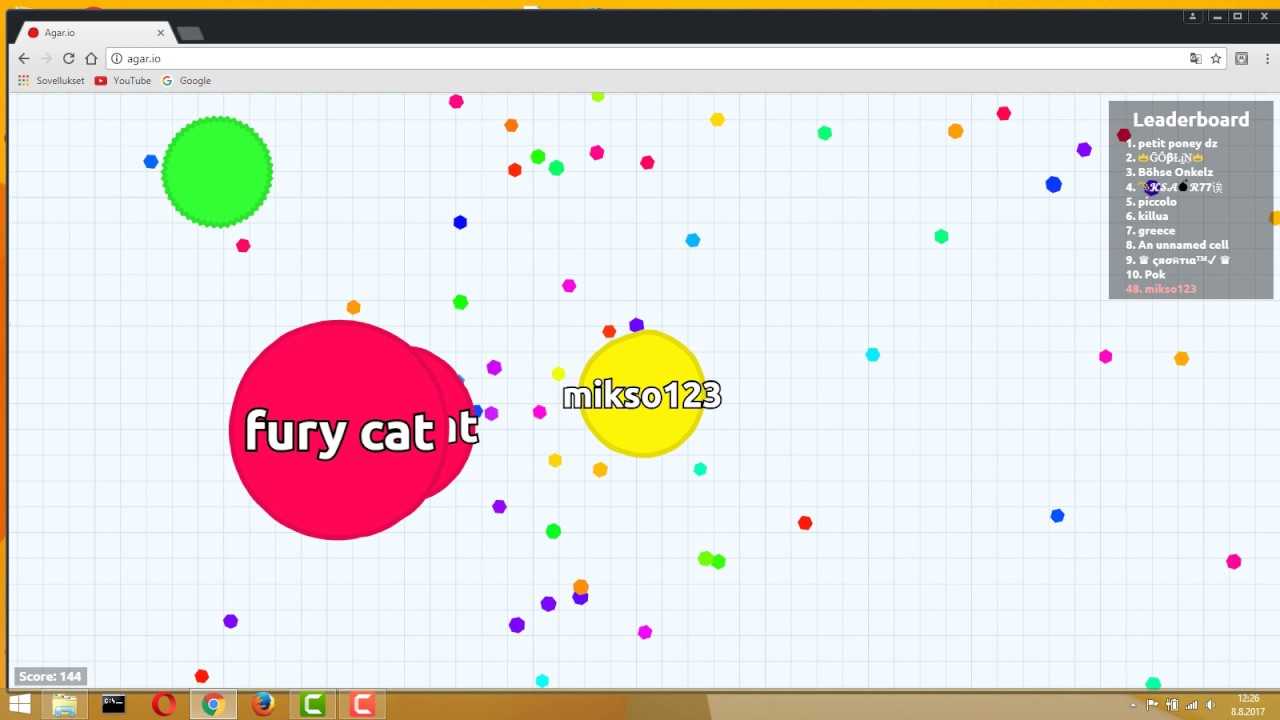 Agar.io
agar.io
Sovellukset YouTube Google
Leaderboard
1. petit poney dz
3. Böhse Onkelz
5. piccolo
6. killua
7. greece
8. An unnamed cell
10. Pok
48. mikso123
mikso123
fury cat
at
Score: 144
12:26
8.8.2017